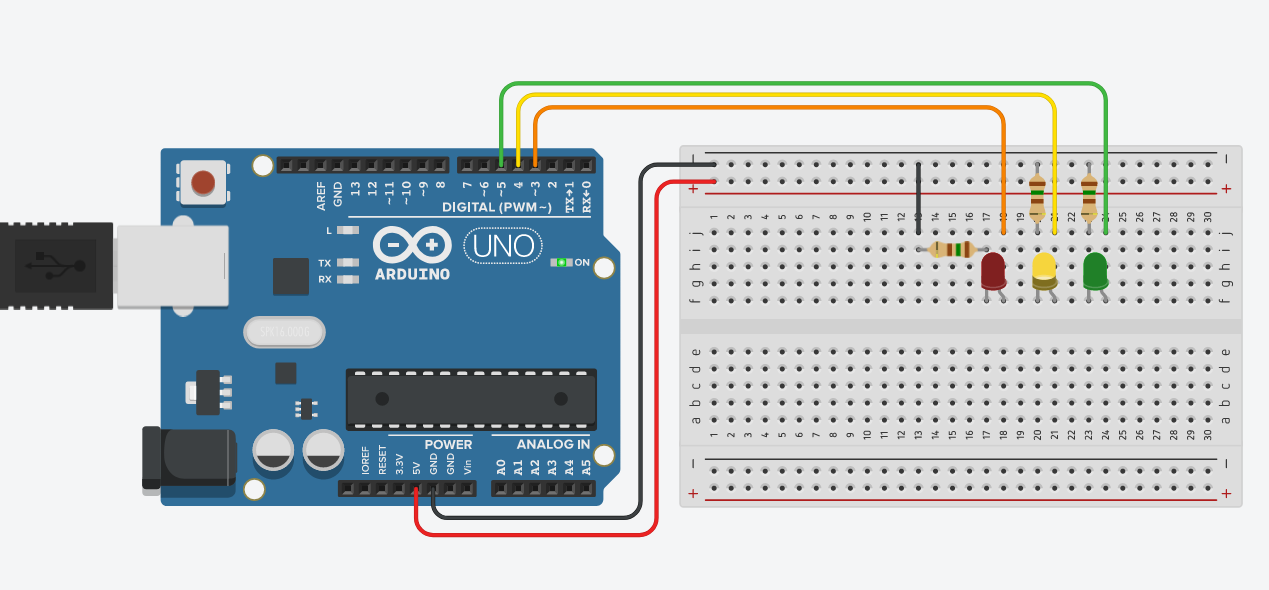 AREF
GND
13
12
~11
~10
~9
8
7
~6
~5
4
~3
2
TX→1
RX←0
DIGITAL (PWM~)
L
TX
RX
ARDUINO
UNO
ON
SPK16.000G
POWER
ANALOG IN
IOREF
RESET
3.3V
5V
GND
GND
Vin
A0
A1
A2
A3
A4
A5
− −
+ +
1 2 3 4 5 6 7 8 9 10 11 12 13 14 15 16 17 18 19 20 21 22 23 24 25 26 27 28 29 30
j j
i i
h h
g g
f f
e e
d d
c c
b b
a a
1 2 3 4 5 6 7 8 9 10 11 12 13 14 15 16 17 18 19 20 21 22 23 24 25 26 27 28 29 30
− −
+ +